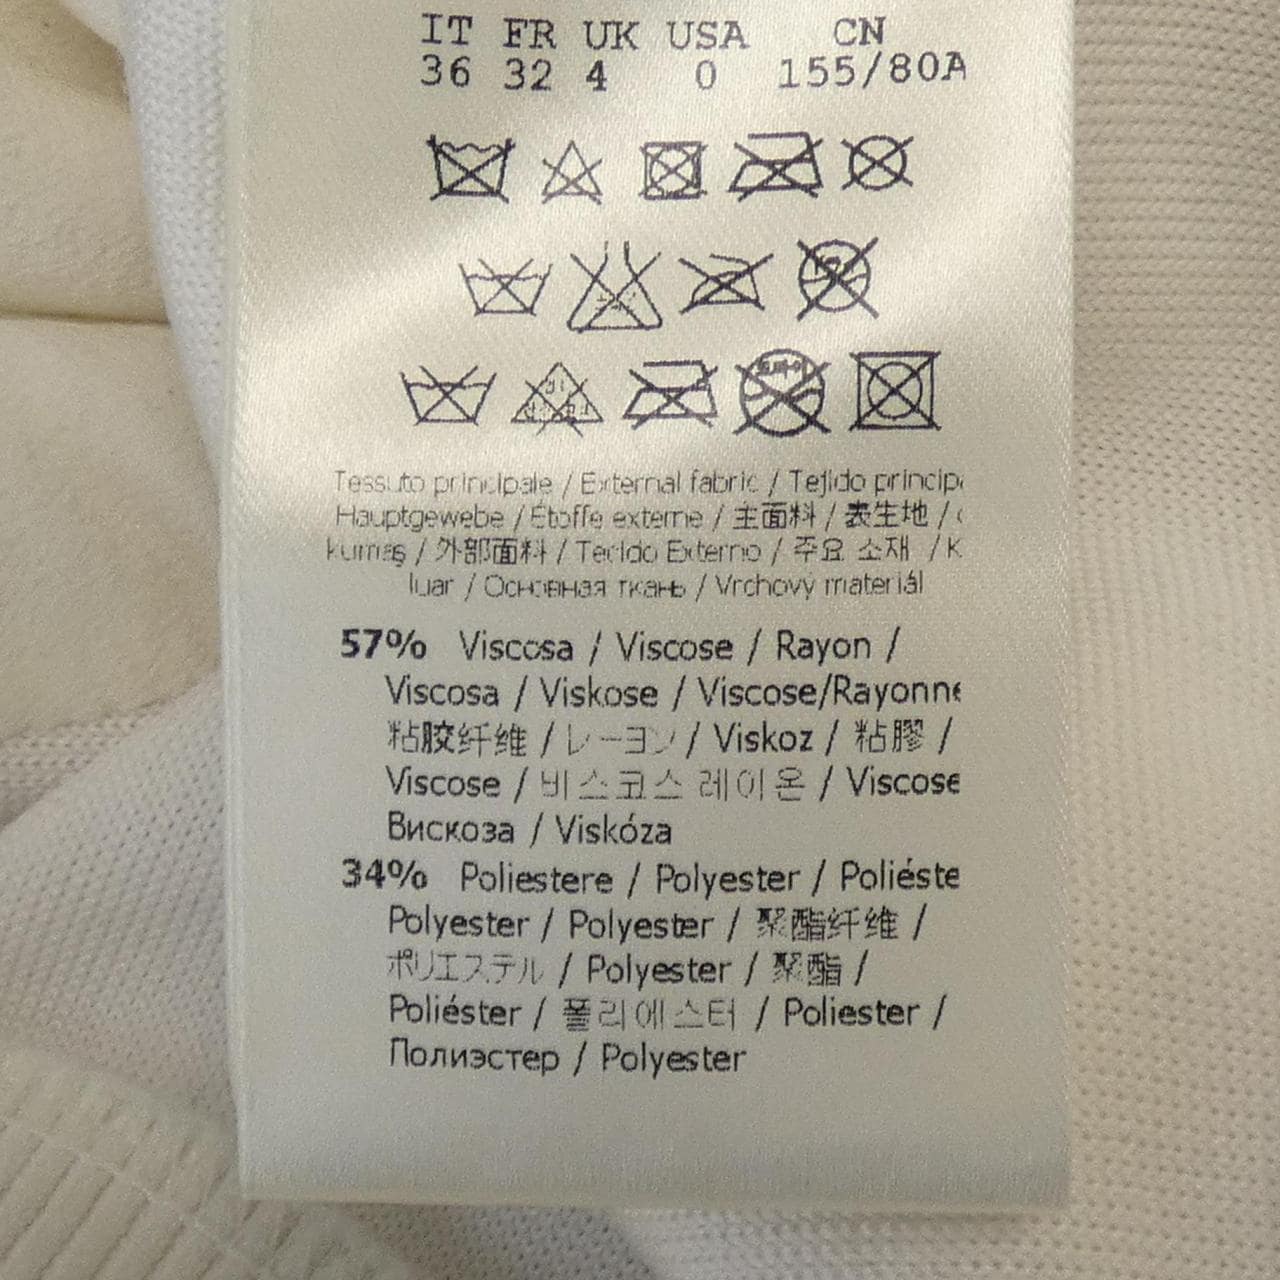 IT FR UK USA CN
36 32 4 0 155/80A
Tessuto principale / External fabric / Tejido princip
Hauptgewebe / Étoffe externe / 主面料 / 表生地 /
kumaş / 外部面料 / Tecido Externo / 주요 소재 / K
luar / Основная ткань / Vrchový materiál
57% Viscosa / Viscose / Rayon /
Viscosa / Viskose / Viscose/Rayonne
粘胶纤维 / レーヨン / Viskoz / 粘膠 /
Viscose / 비스코스 레이온 / Viscose
Вискоза / Viskóza
34% Poliestere / Polyester / Poliéste
Polyester / Polyester / 聚酯纤维 /
ポリエステル / Polyester / 聚酯 /
Poliéster / 폴리에스터 / Poliester /
Полиэстер / Polyester